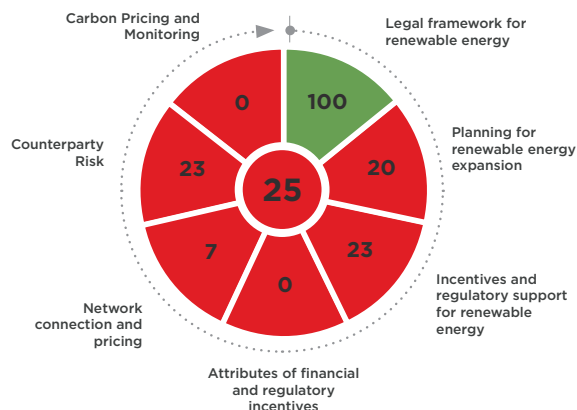 Carbon Pricing and
Monitoring
Legal framework for
renewable energy
0
100
Counterparty
Risk
23
Planning for
renewable energy
expansion
20
25
7
23
0
Network
connection and
pricing
Incentives and
regulatory support
for renewable
energy
Attributes of financial
and regulatory
incentives